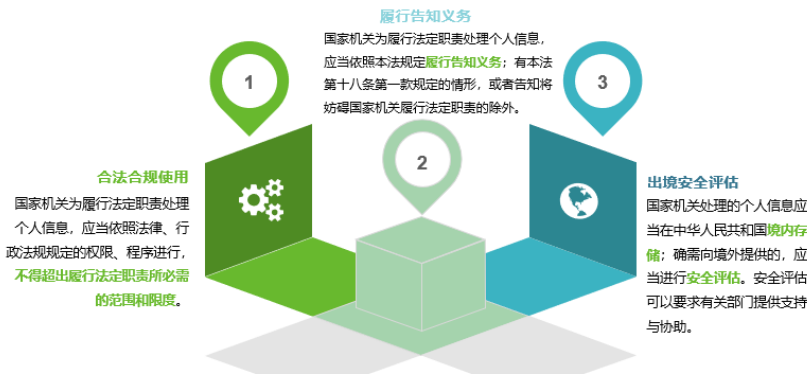 履行告知义务
国家机关为履行法定职责处理个人信息，
应当依照本法规定履行告知义务；有本法
第十八条第一款规定的情形，或者告知将
妨碍国家机关履行法定职责的除外。
1
合法合规使用
国家机关为履行法定职责处理
个人信息，应当依照法律、行
政法规规定的权限、程序进行，
不得超出履行法定职责所必需
的范围和限度。
2
3
出境安全评估
国家机关处理的个人信息应
当在中华人民共和国境内存
储；确需向境外提供的，应
当进行安全评估。安全评估
可以要求有关部门提供支持
与协助。